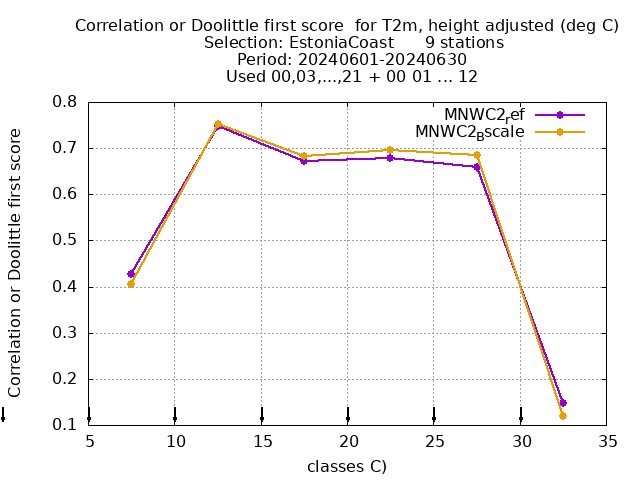 Correlation or Doolittle first score  for T2m, height adjusted (deg C)
Selection: EstoniaCoast      9 stations
Period: 20240601-20240630
Used 00,03,...,21 + 00 01 ... 12
Correlation or Doolittle first score
0.8
0.7
0.6
0.5
0.4
0.3
0.2
0.1
MNWC2ref
MNWC2Bscale
5 10 15 20 25 30 35
classes C)